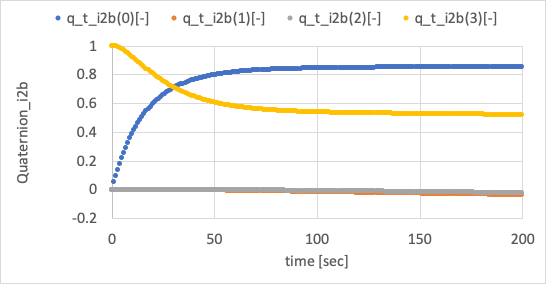 q_t_i2b(0)[-] q_t_i2b(1)[-] q_t_i2b(2)[-] q_t_i2b(3)[-]
1
0.8
0.6
0.4
0.2
0
-0.2
Quaternion_i2b
0 50 100 150 200
time [sec]